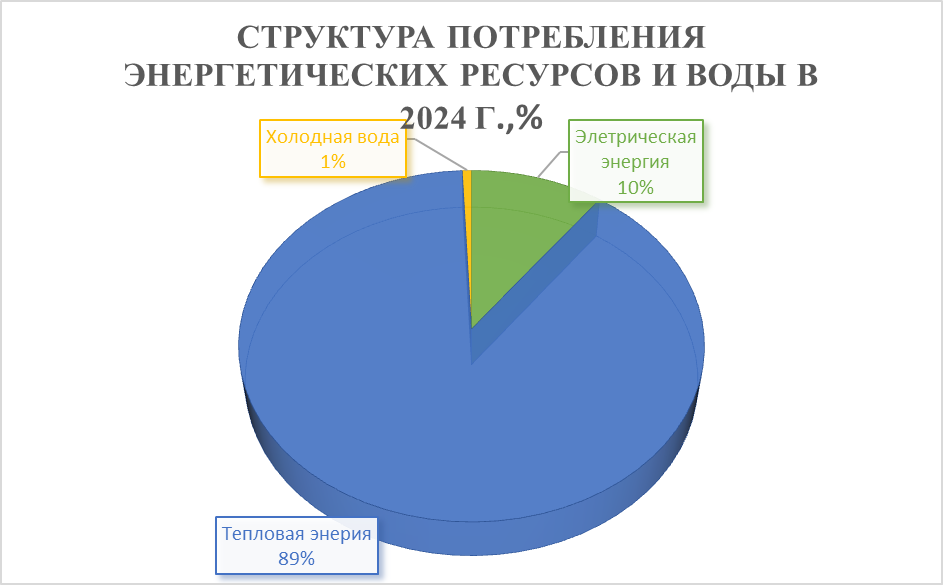 СТРУКТУРА ПОТРЕБЛЕНИЯ
ЭНЕРГЕТИЧЕСКИХ РЕСУРСОВ И ВОДЫ В
2024 Г.,%
Холодная вода
1%
Элетрическая
энергия
10%
Тепловая энерия
89%